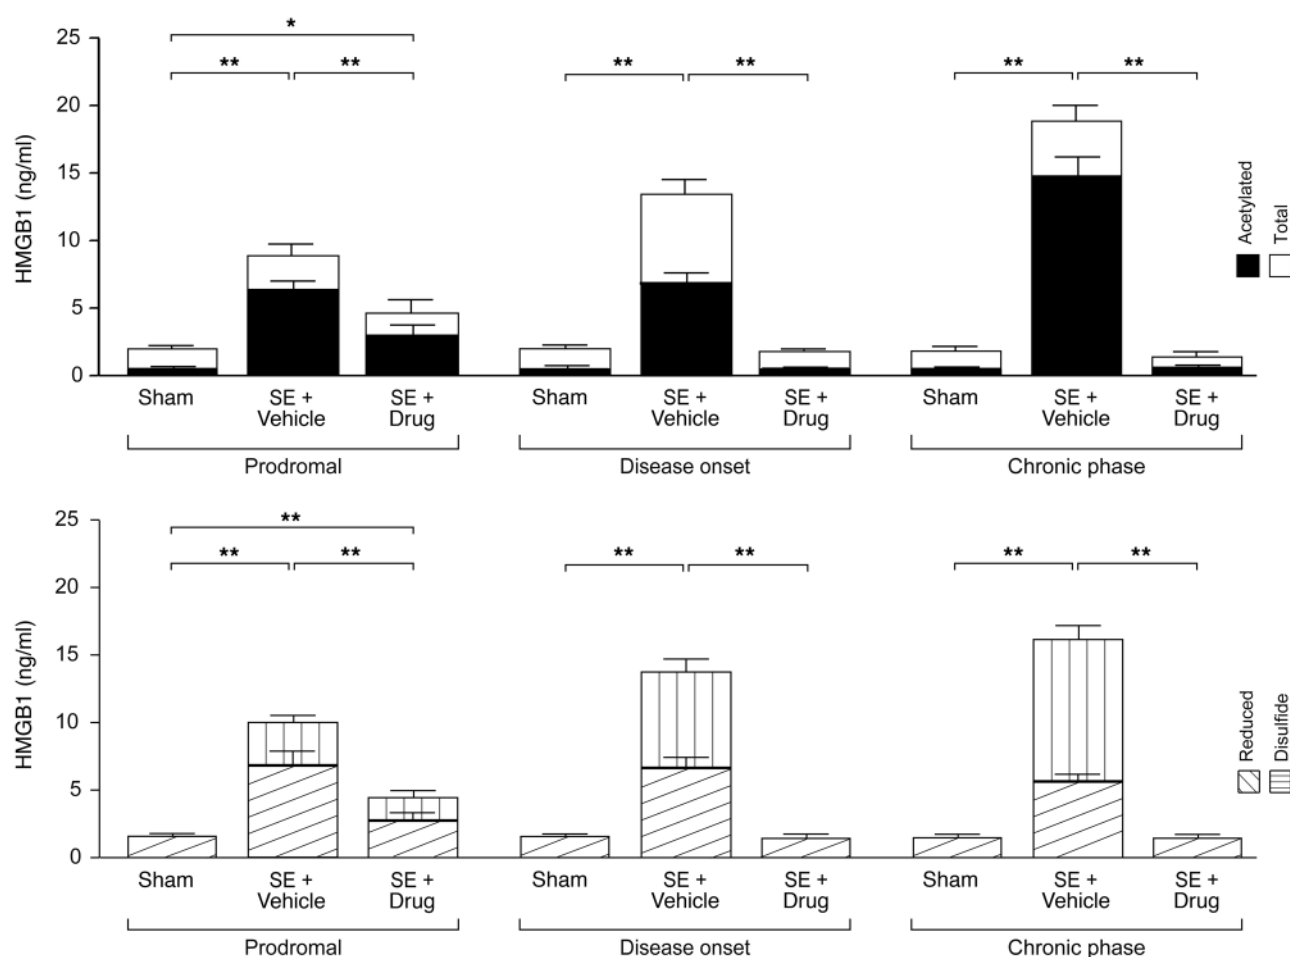 *
** ** ** ** ** **
25
20
15
10
5
0
HMGB1 (ng/ml)
Acetylated
Total
Sham SE + Vehicle SE + Drug Sham SE + Vehicle SE + Drug Sham SE + Vehicle SE + Drug
Prodromal Disease onset Chronic phase
**
** ** ** ** ** **
25
20
15
10
5
0
HMGB1 (ng/ml)
Reduced
Disulfide
Sham SE + Vehicle SE + Drug Sham SE + Vehicle SE + Drug Sham SE + Vehicle SE + Drug
Prodromal Disease onset Chronic phase